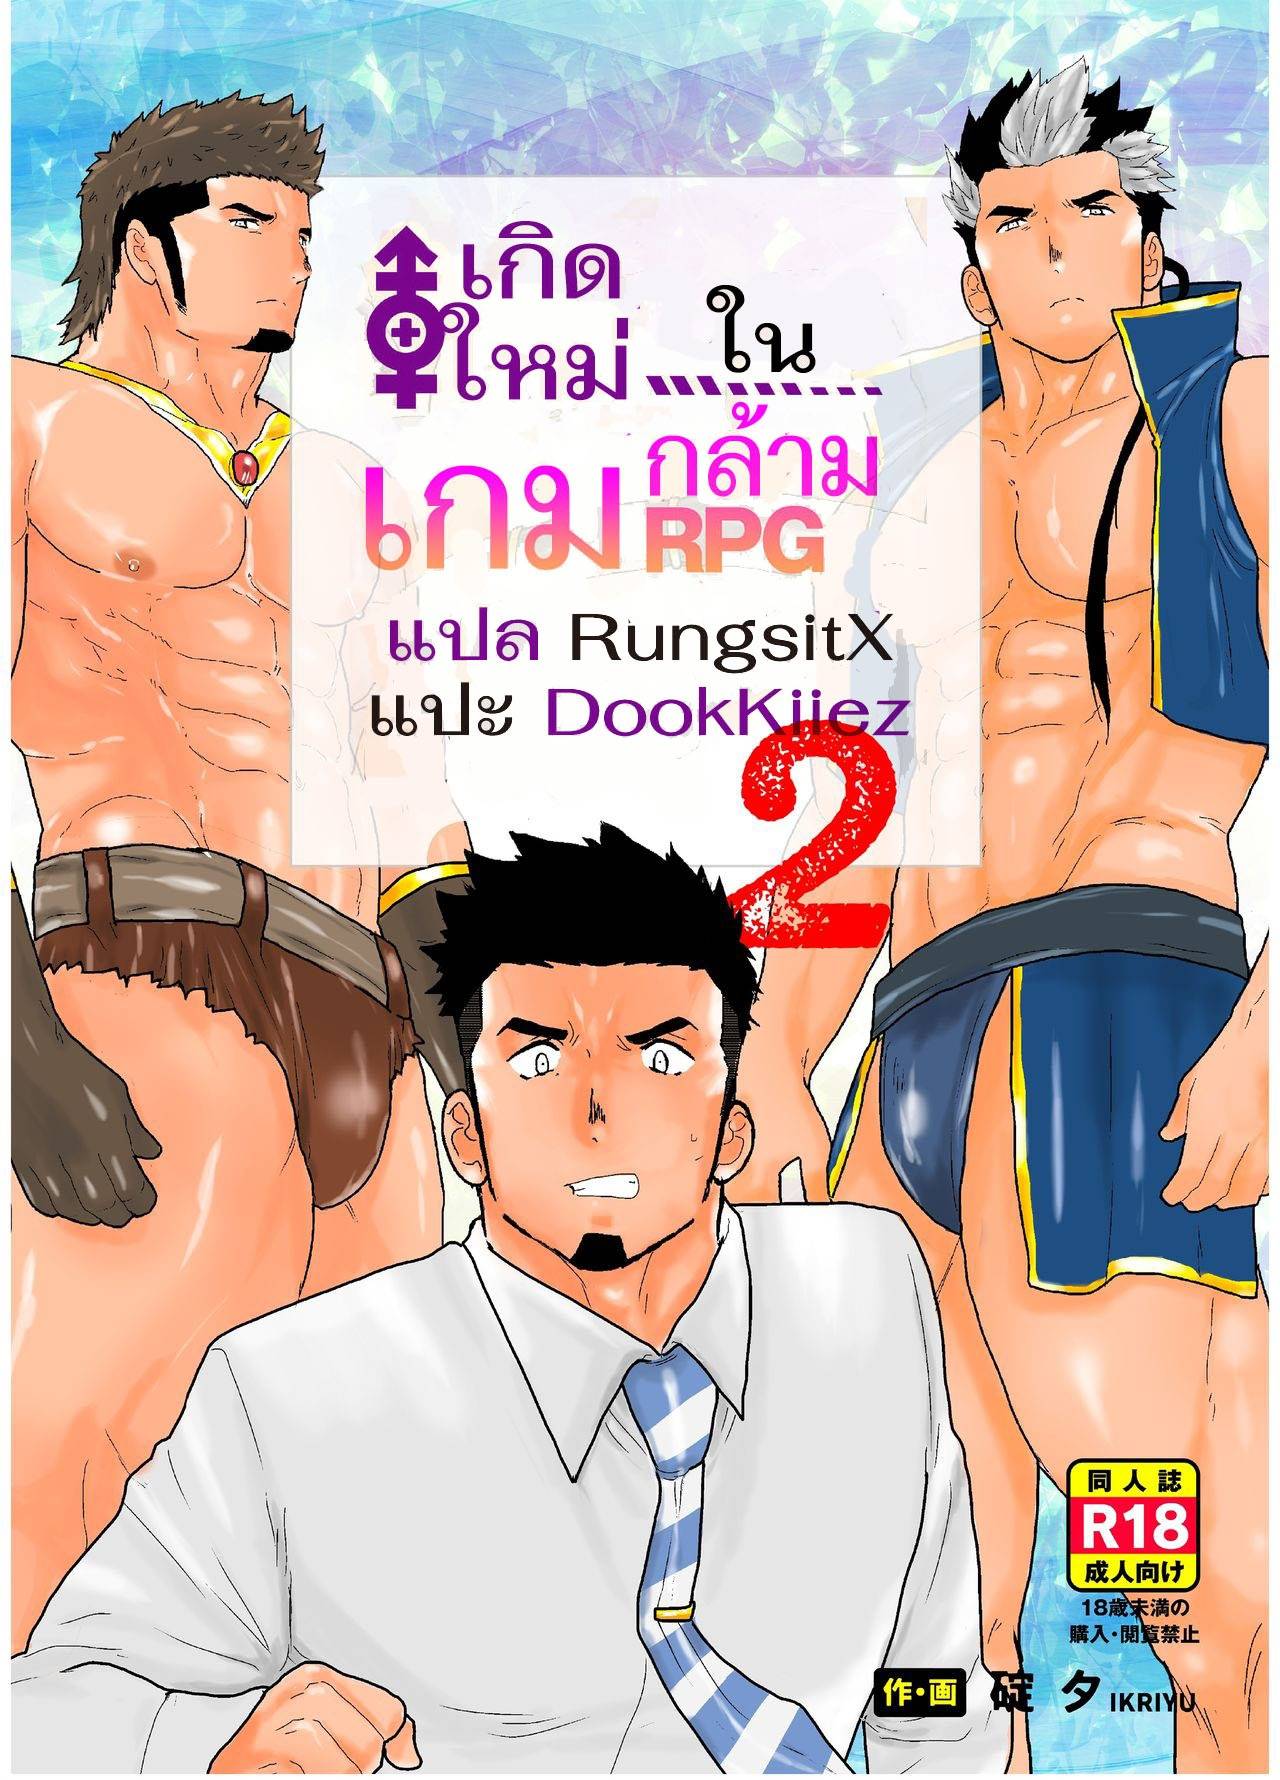 เกิด
ใหม่ ใน
เกม กล้าม
RPG
แปล RungsitX
แปะ DookKiiez
2
同人誌
R18
成人向け
18歳未満の
購入・閲覧禁止
作・画 碇 夕 IKRIYU